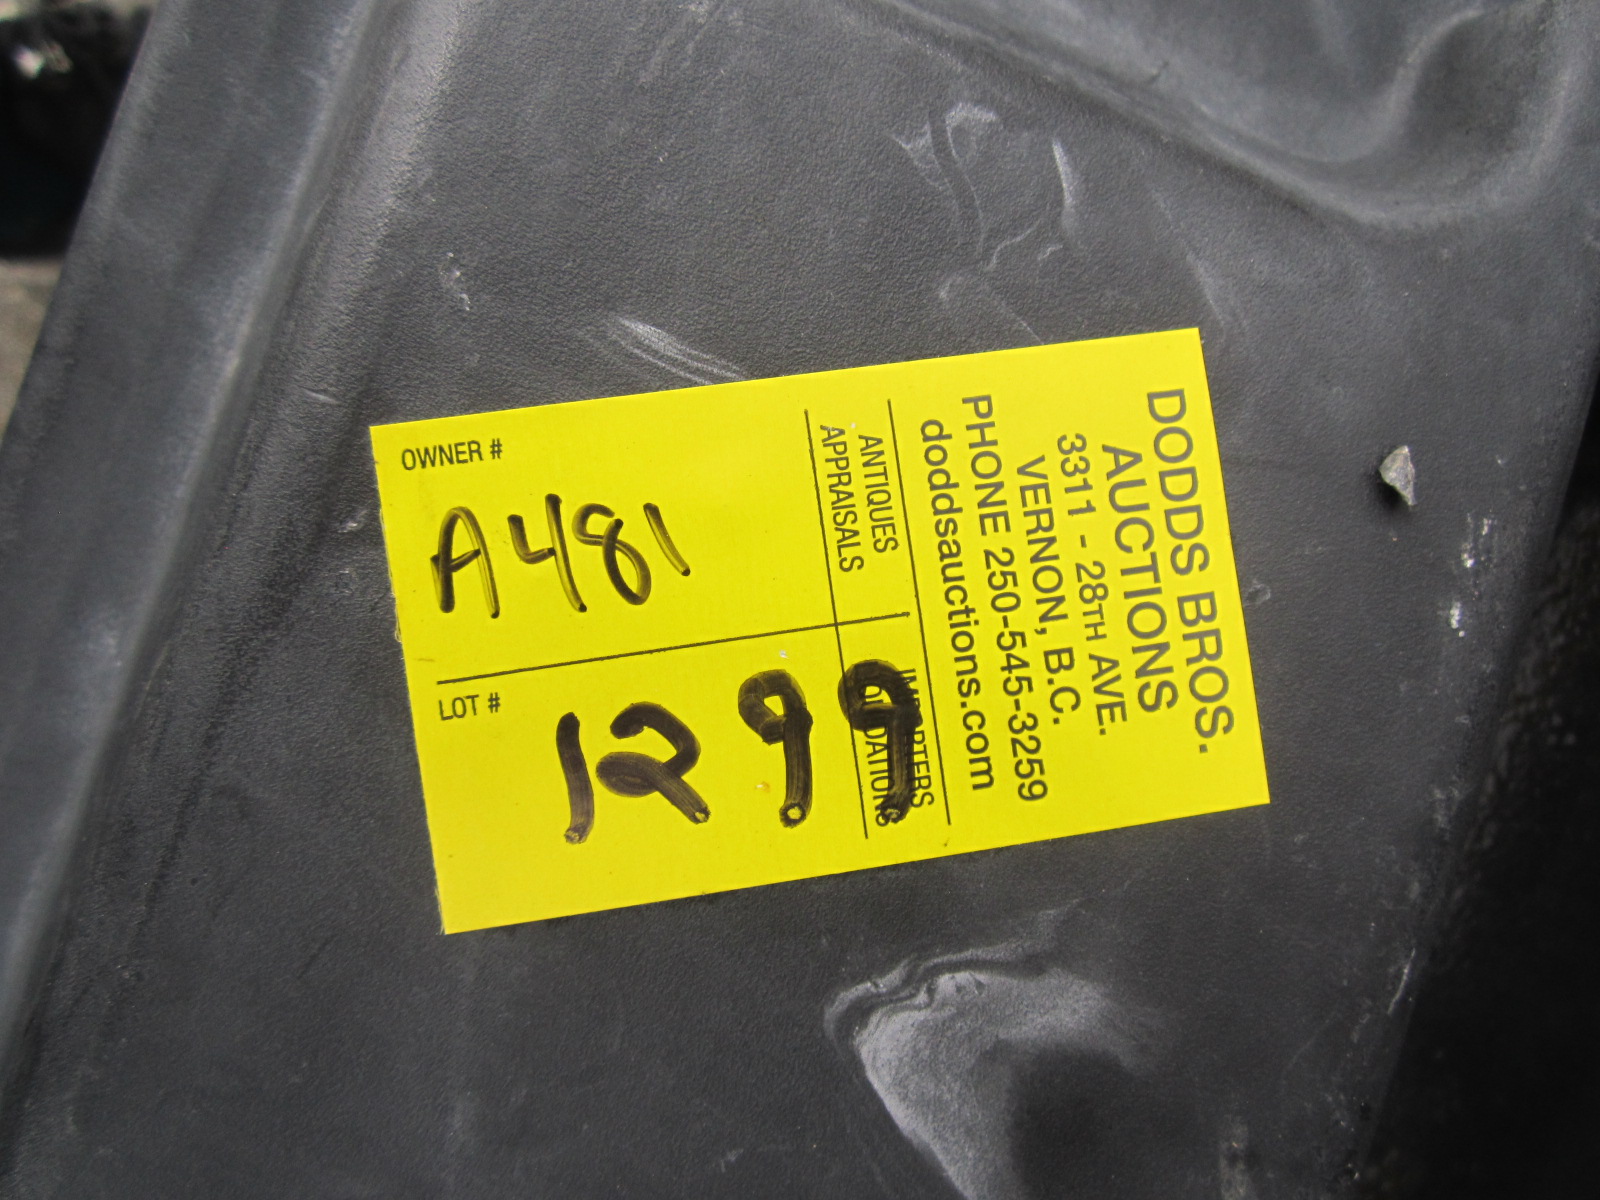 DODDS BROS.
AUCTIONS
3311 - 28TH AVE.
VERNON, B.C.
PHONE 250-545-3259
doddsauctions.com
ANTIQUES
APPRAISALS
IMPORTERS
OWNER #
A481
LOT #
1299